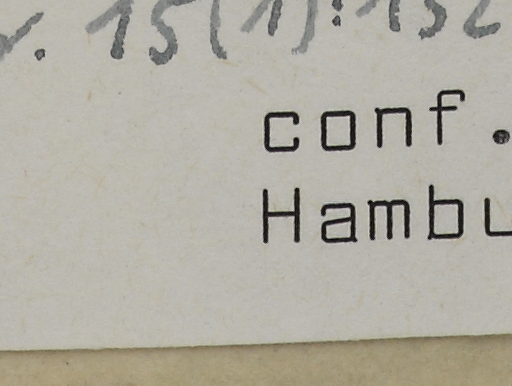 . 15(1):152
conf.
Hambu